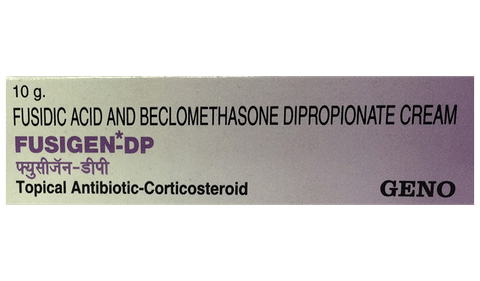 10 g.
FUSIDIC ACID AND BECLOMETHASONE DIPROPIONATE CREAM
FUSIGEN*-DP
फ्युसीजॅन-डीपी
Topical Antibiotic-Corticosteroid
GENO